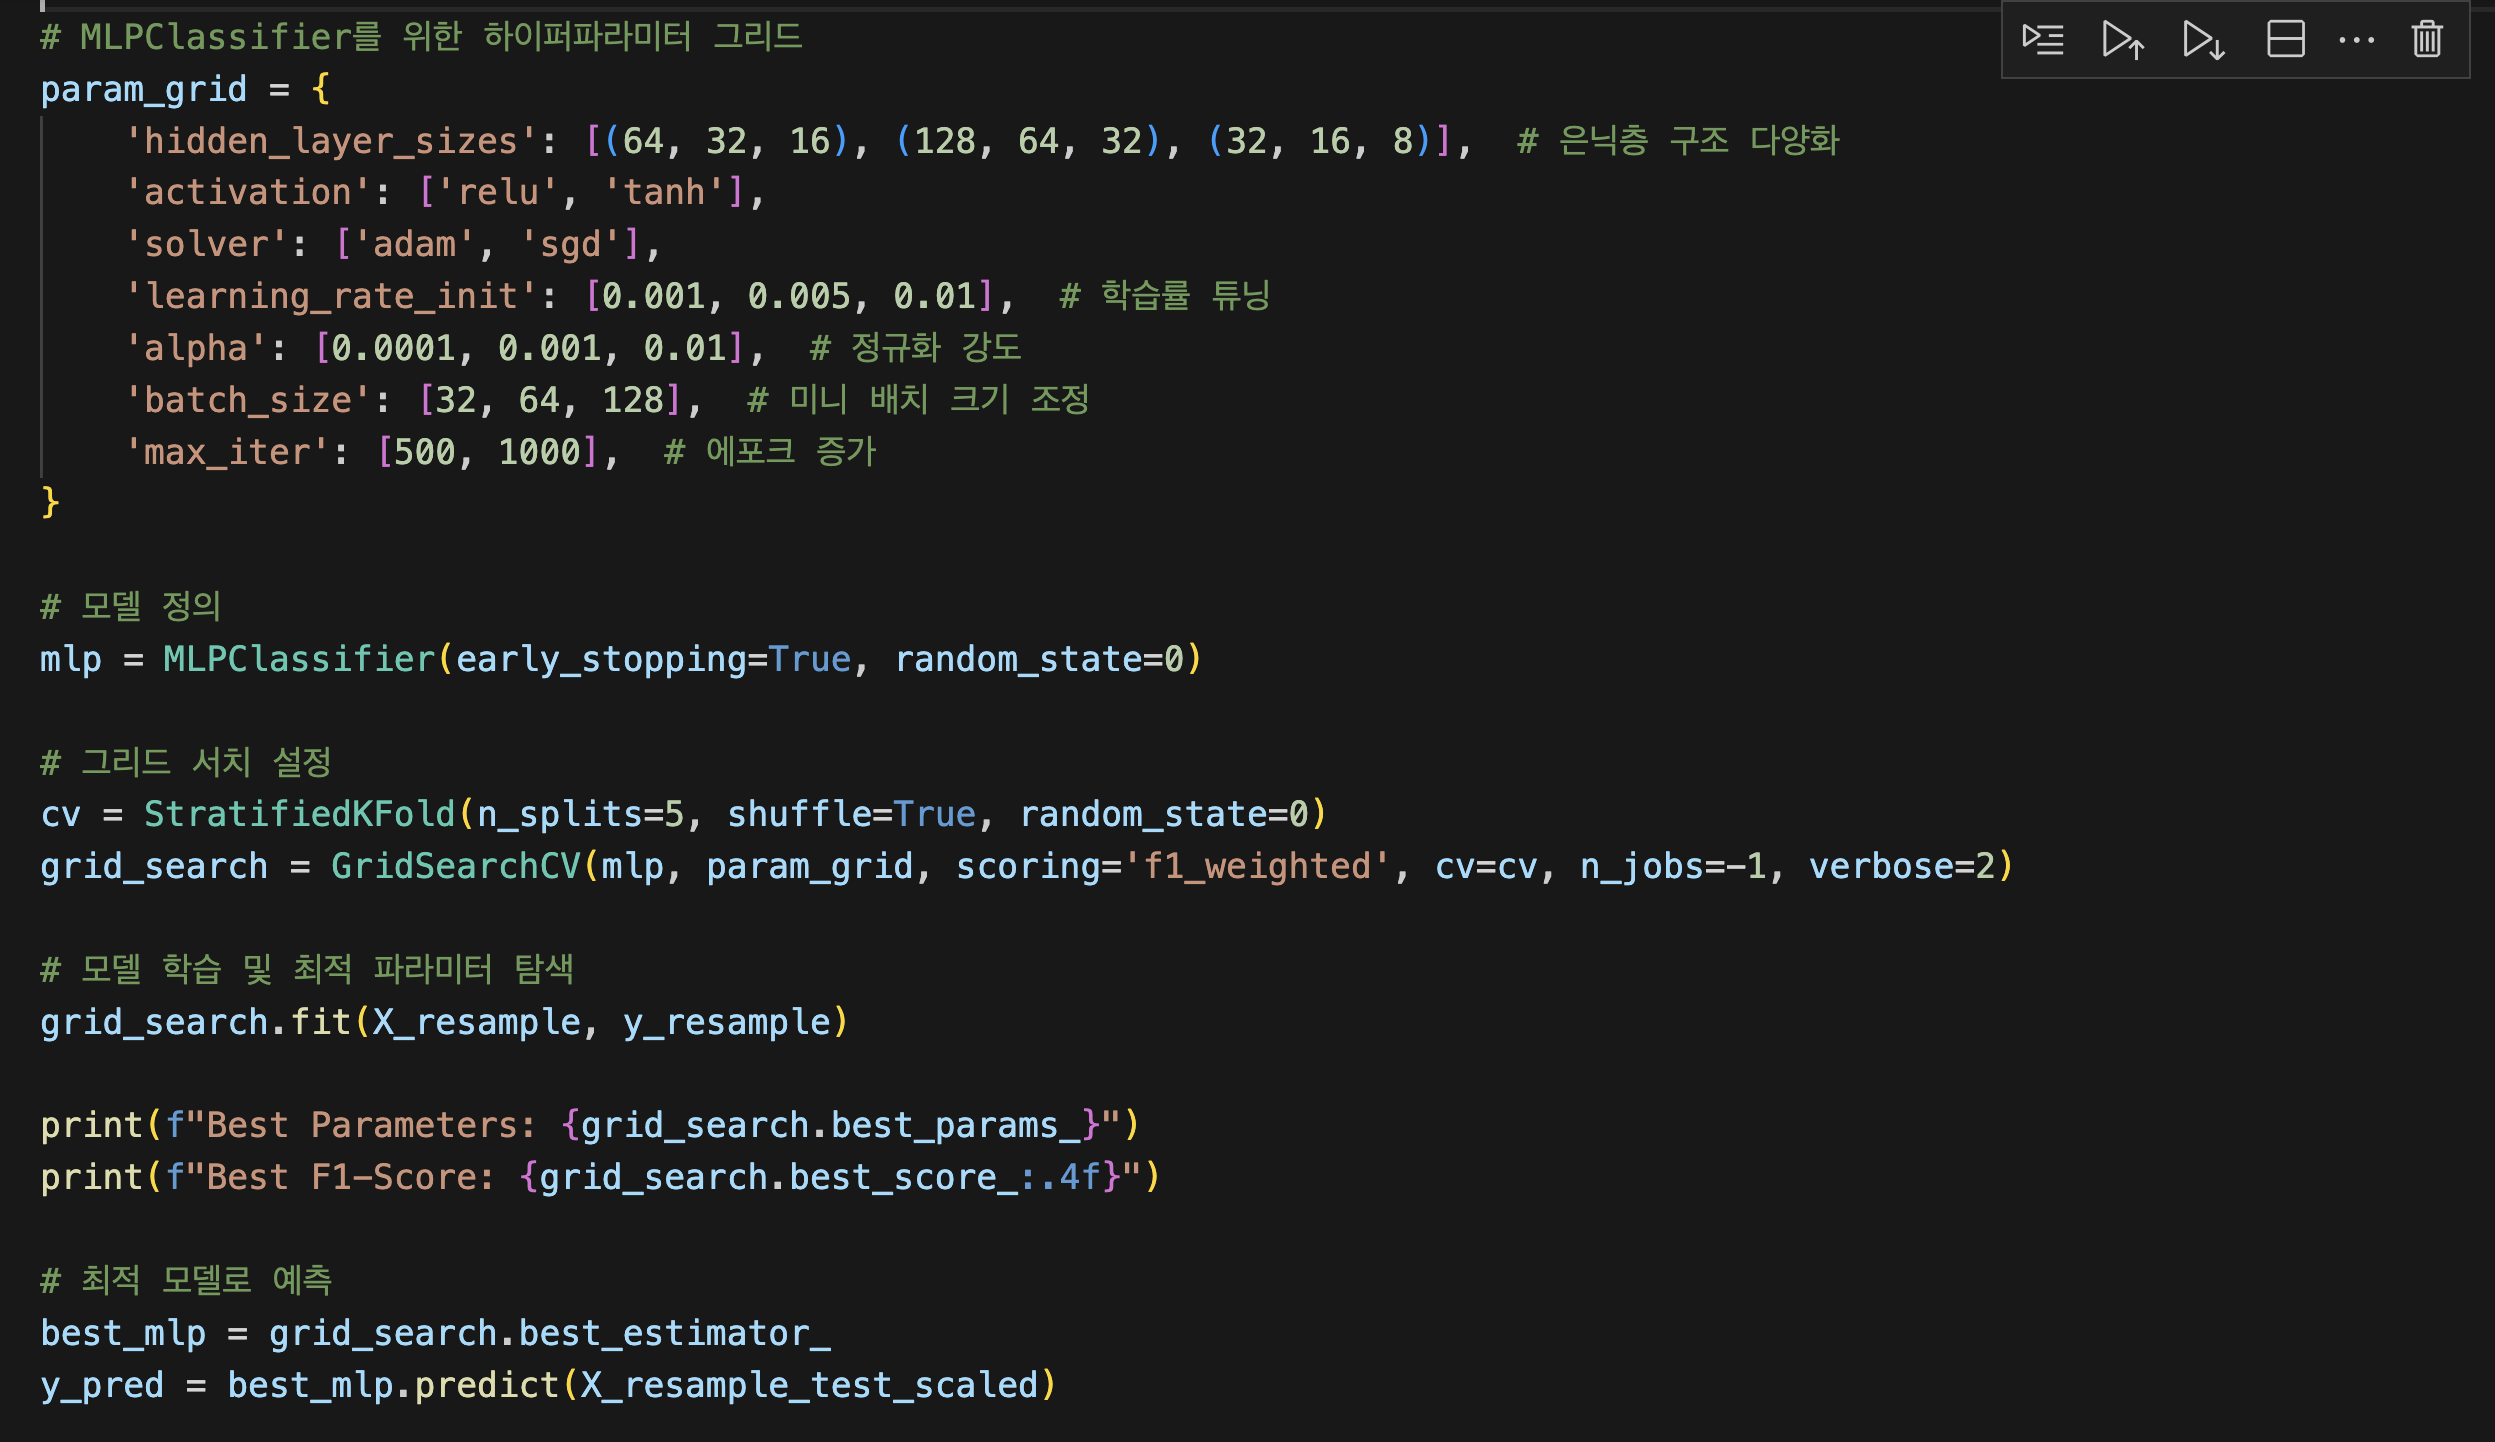 # MLPClassifier를 위한 하이퍼파라미터 그리드
param_grid = {
    'hidden_layer_sizes': [(64, 32, 16), (128, 64, 32), (32, 16, 8)],  # 은닉층 구조 다양화
    'activation': ['relu', 'tanh'],
    'solver': ['adam', 'sgd'],
    'learning_rate_init': [0.001, 0.005, 0.01],  # 학습률 튜닝
    'alpha': [0.0001, 0.001, 0.01],  # 정규화 강도
    'batch_size': [32, 64, 128],  # 미니 배치 크기 조정
    'max_iter': [500, 1000],  # 에포크 증가
}
# 모델 정의
mlp = MLPClassifier(early_stopping=True, random_state=0)
# 그리드 서치 설정
cv = StratifiedKFold(n_splits=5, shuffle=True, random_state=0)
grid_search = GridSearchCV(mlp, param_grid, scoring='f1_weighted', cv=cv, n_jobs=-1, verbose=2)
# 모델 학습 및 최적 파라미터 탐색
grid_search.fit(X_resample, y_resample)
print(f"Best Parameters: {grid_search.best_params_}")
print(f"Best F1-Score: {grid_search.best_score_:.4f}")
# 최적 모델로 예측
best_mlp = grid_search.best_estimator_
y_pred = best_mlp.predict(X_resample_test_scaled)